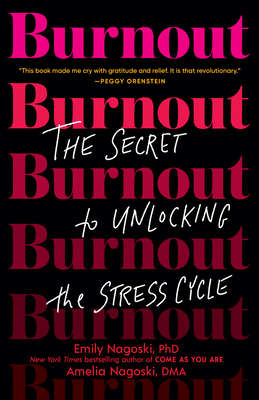 Burnout
"This book made me cry with gratitude and relief. It is that revolutionary."
—PEGGY ORENSTEIN
Burnout
THE SECRET
Burnout
to UNLOCKING
Burnout
the STRESS CYCLE
Burnout
Emily Nagoski, PhD
New York Times bestselling author of COME AS YOU ARE
Amelia Nagoski, DMA